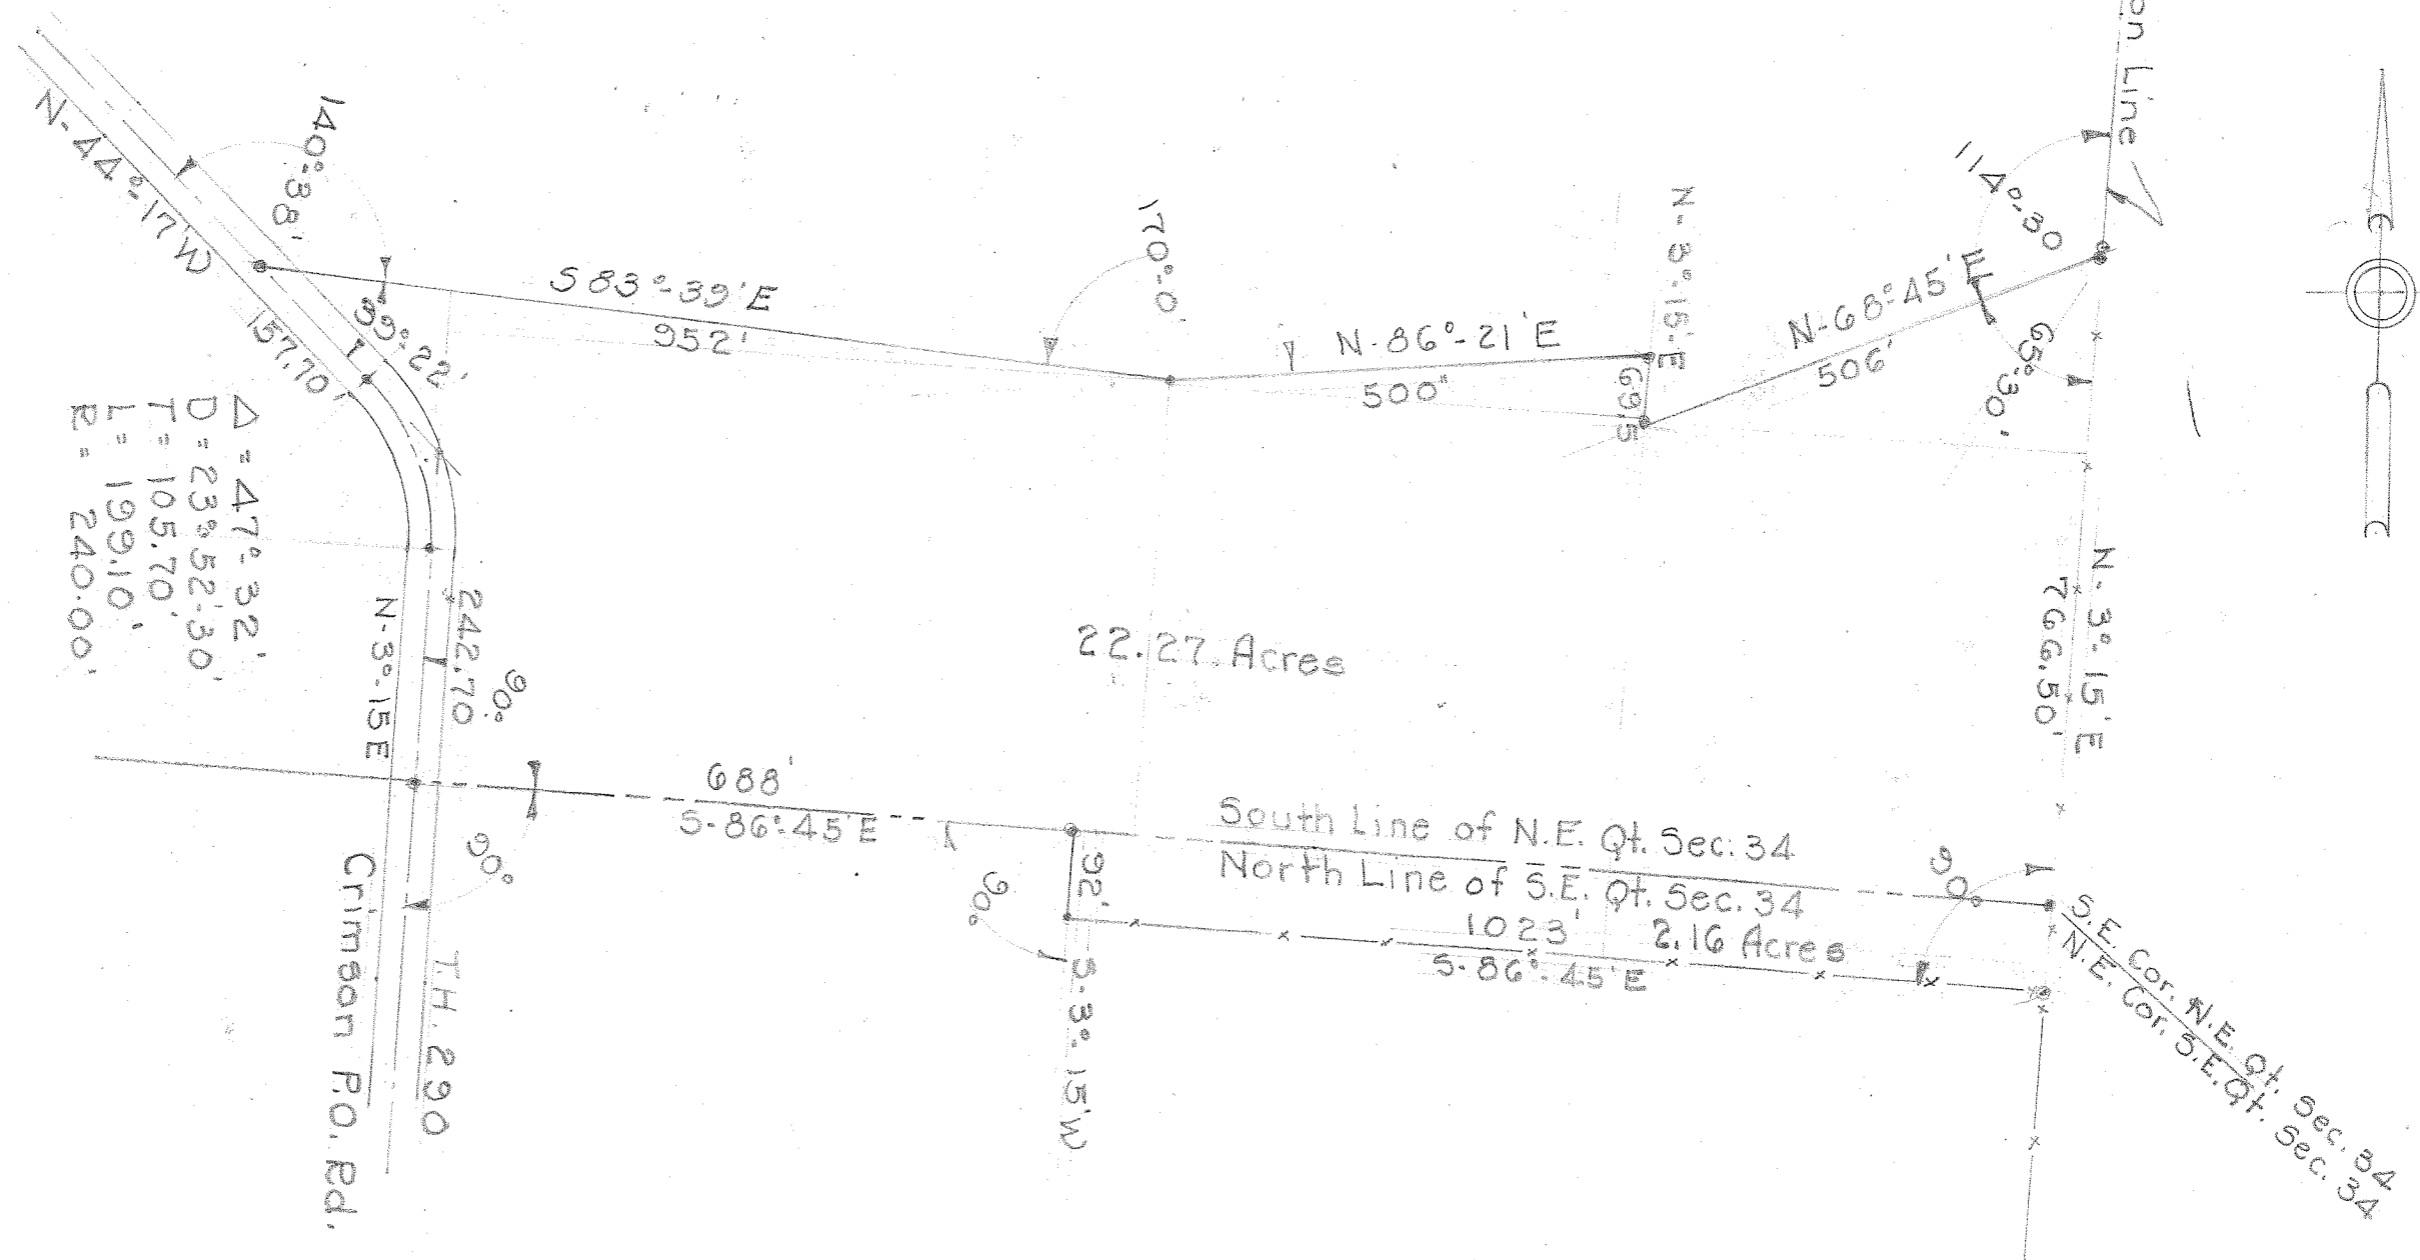 on Line
N-44°-17'W
140°-38'
S 83°-39'E
952'
39°-22'
157.70'
170°-0'
N-86°-21'E
500"
N-3°-15'-E
69.5
N-68°-45'E
506'
114°-30
65°-30'
Δ = 47° 32'
D = 23° 52'-30'
T = 105.70'
L = 199.10'
R = 240.00'
242.70
N-3°-15E
90°
22.27 Acres
N-3°-15'E
766.50'
688'
S-86°-45'E
90°
92'
90°
S-3°-15'W
South Line of N.E. Qt. Sec. 34
North Line of S.E. Qt. Sec. 34
1023'
2.16 Acres
S-86°-45'E
90
S.E. Cor. N.E. Qt. Sec. 34
N.E. Cor. S.E. Qt. Sec. 34
Crimson P.O. Rd.
T.H. 290